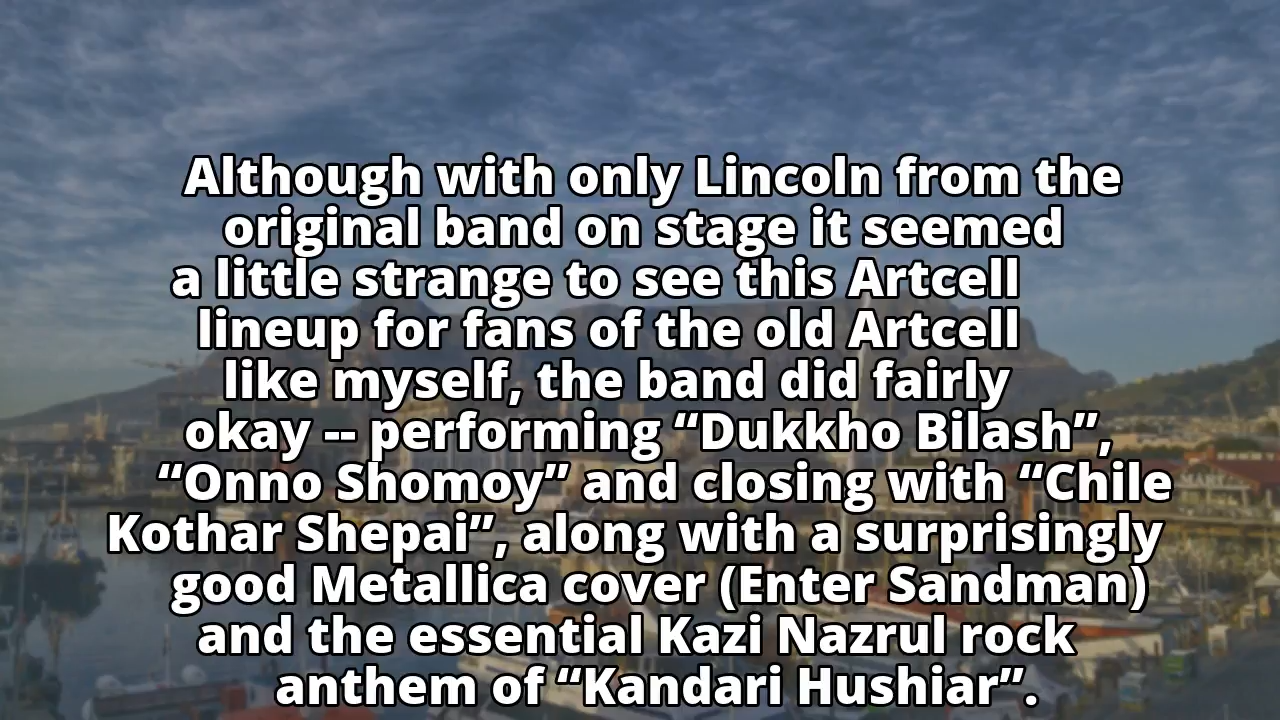 Although with only Lincoln from the
original band on stage it seemed
a little strange to see this Artcell
lineup for fans of the old Artcell
like myself, the band did fairly
okay -- performing “Dukkho Bilash”,
“Onno Shomoy” and closing with “Chile
Kothar Shepai”, along with a surprisingly
good Metallica cover (Enter Sandman)
and the essential Kazi Nazrul rock
anthem of “Kandari Hushiar”.